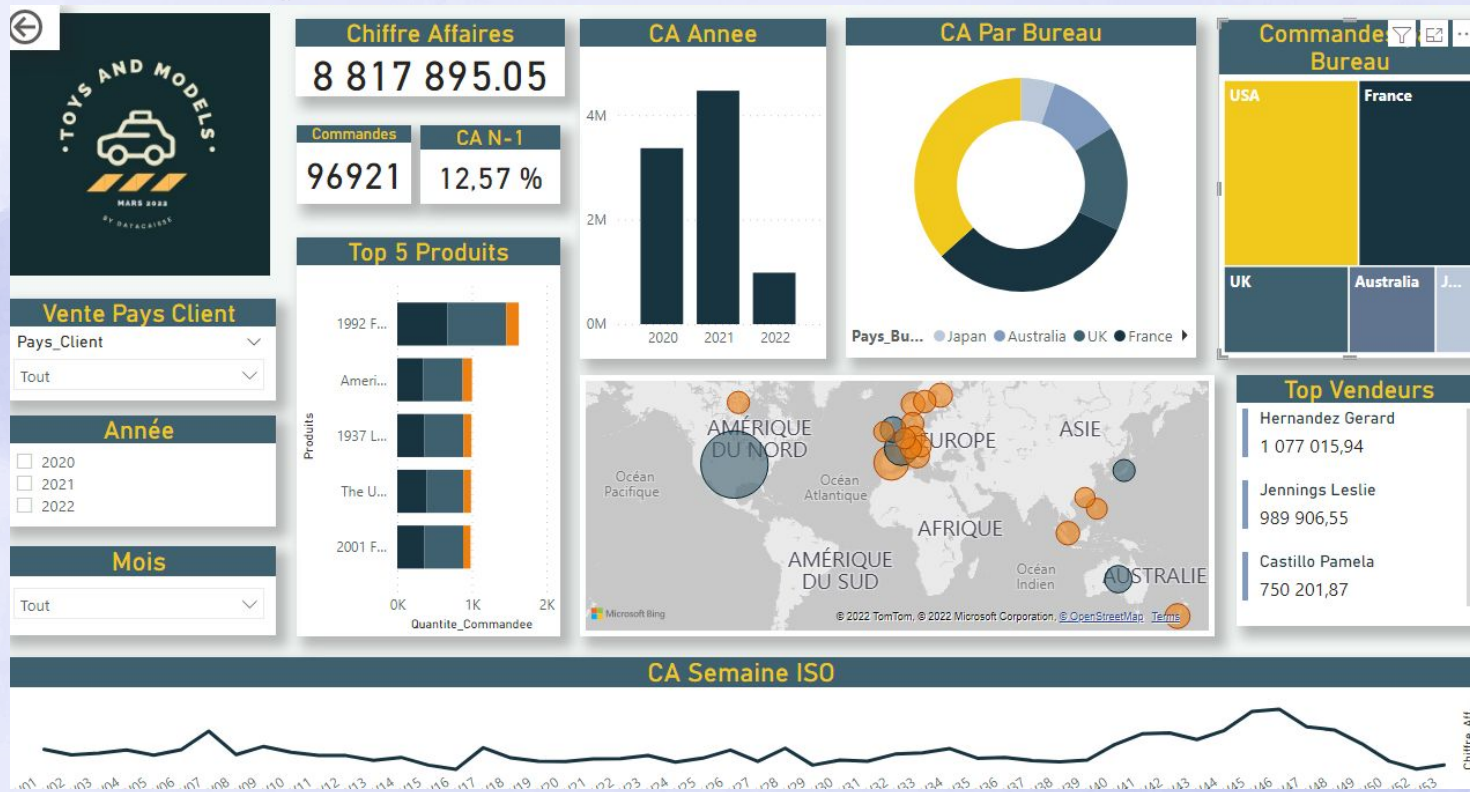 TOYS AND MODELS
MARS 2022
BY DATACAISSE
Vente Pays Client
Pays_Client
Tout
Année
2020
2021
2022
Mois
Tout
Chiffre Affaires
8 817 895.05
Commandes
96921
CA N-1
12,57 %
Top 5 Produits
Produits
1992 F...
Ameri...
1937 L...
The U...
2001 F...
0K 1K 2K
Quantite_Commandee
CA Annee
4M
2M
0M
2020 2021 2022
CA Par Bureau
Pays_Bu... Japan Australia UK France
Commandes
Bureau
USA
France
UK
Australia
J...
AMÉRIQUE
DU NORD
EUROPE
ASIE
Océan
Pacifique
Océan
Atlantique
AFRIQUE
AMÉRIQUE
DU SUD
Océan
Indien
AUSTRALIE
Microsoft Bing
© 2022 TomTom, © 2022 Microsoft Corporation, © OpenStreetMap Terms
Top Vendeurs
Hernandez Gerard
1 077 015,94
Jennings Leslie
989 906,55
Castillo Pamela
750 201,87
CA Semaine ISO
Chiffre_Aff